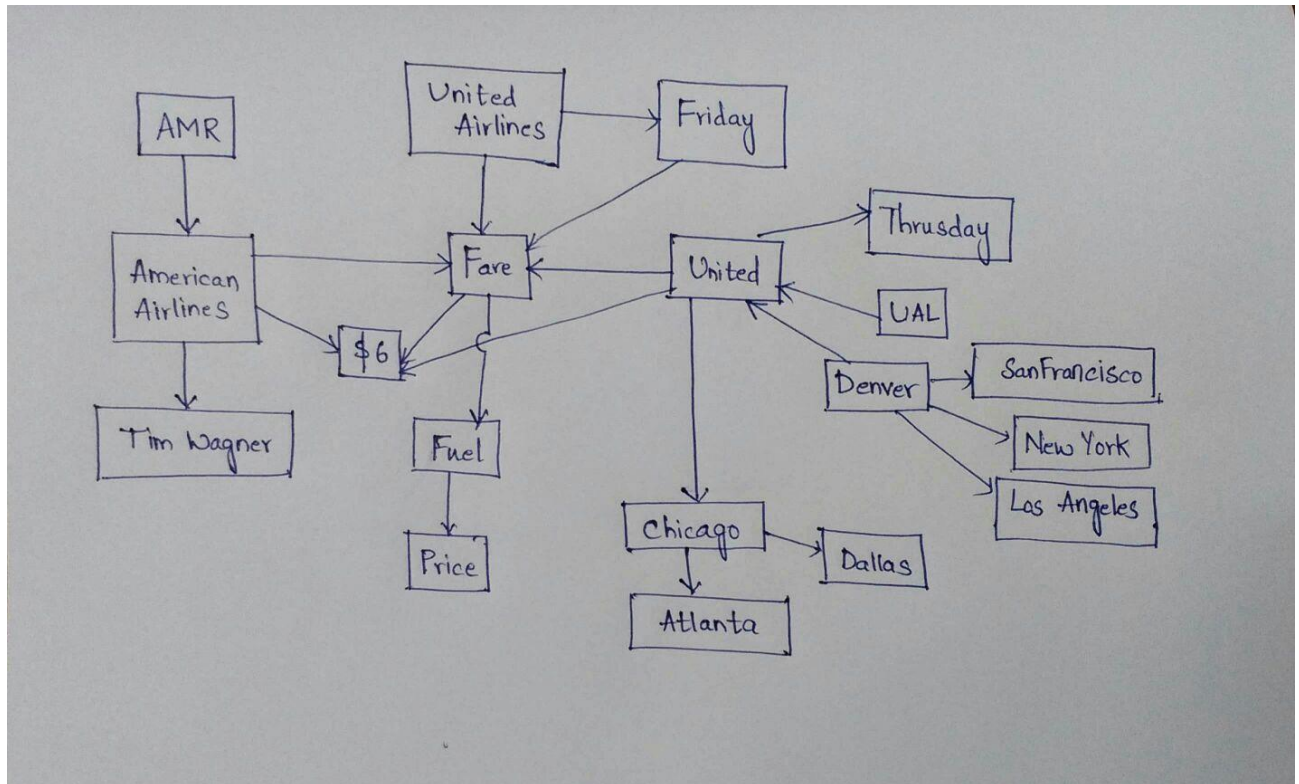 AMR
United
Airlines
Friday
American
Airlines
Fare
United
Thrusday
UAL
$6
Denver
SanFrancisco
New York
Los Angeles
Tim Wagner
Fuel
Price
Chicago
Dallas
Atlanta